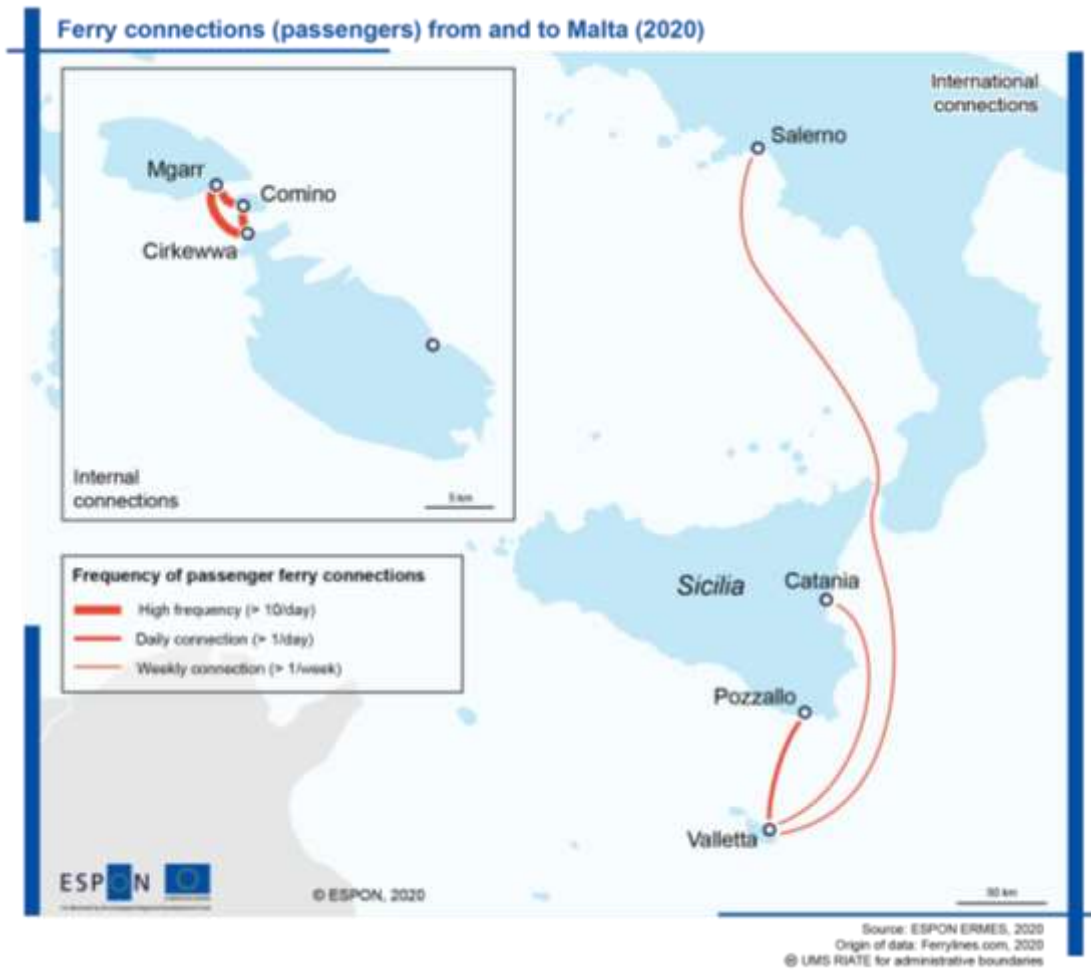 Ferry connections (passengers) from and to Malta (2020)
International
connections
Salerno
Mgarr
Comino
Cirkewwa
Internal
connections
5 km
Frequency of passenger ferry connections
High frequency (> 10/day)
Daily connection (> 1/day)
Weekly connection (> 1/week)
Sicilia
Catania
Pozzallo
Valletta
ESPON
© ESPON, 2020
50 km
Source: ESPON ERMES, 2020
Origin of data: Ferrylines.com, 2020
© UMS RIATE for administrative boundaries